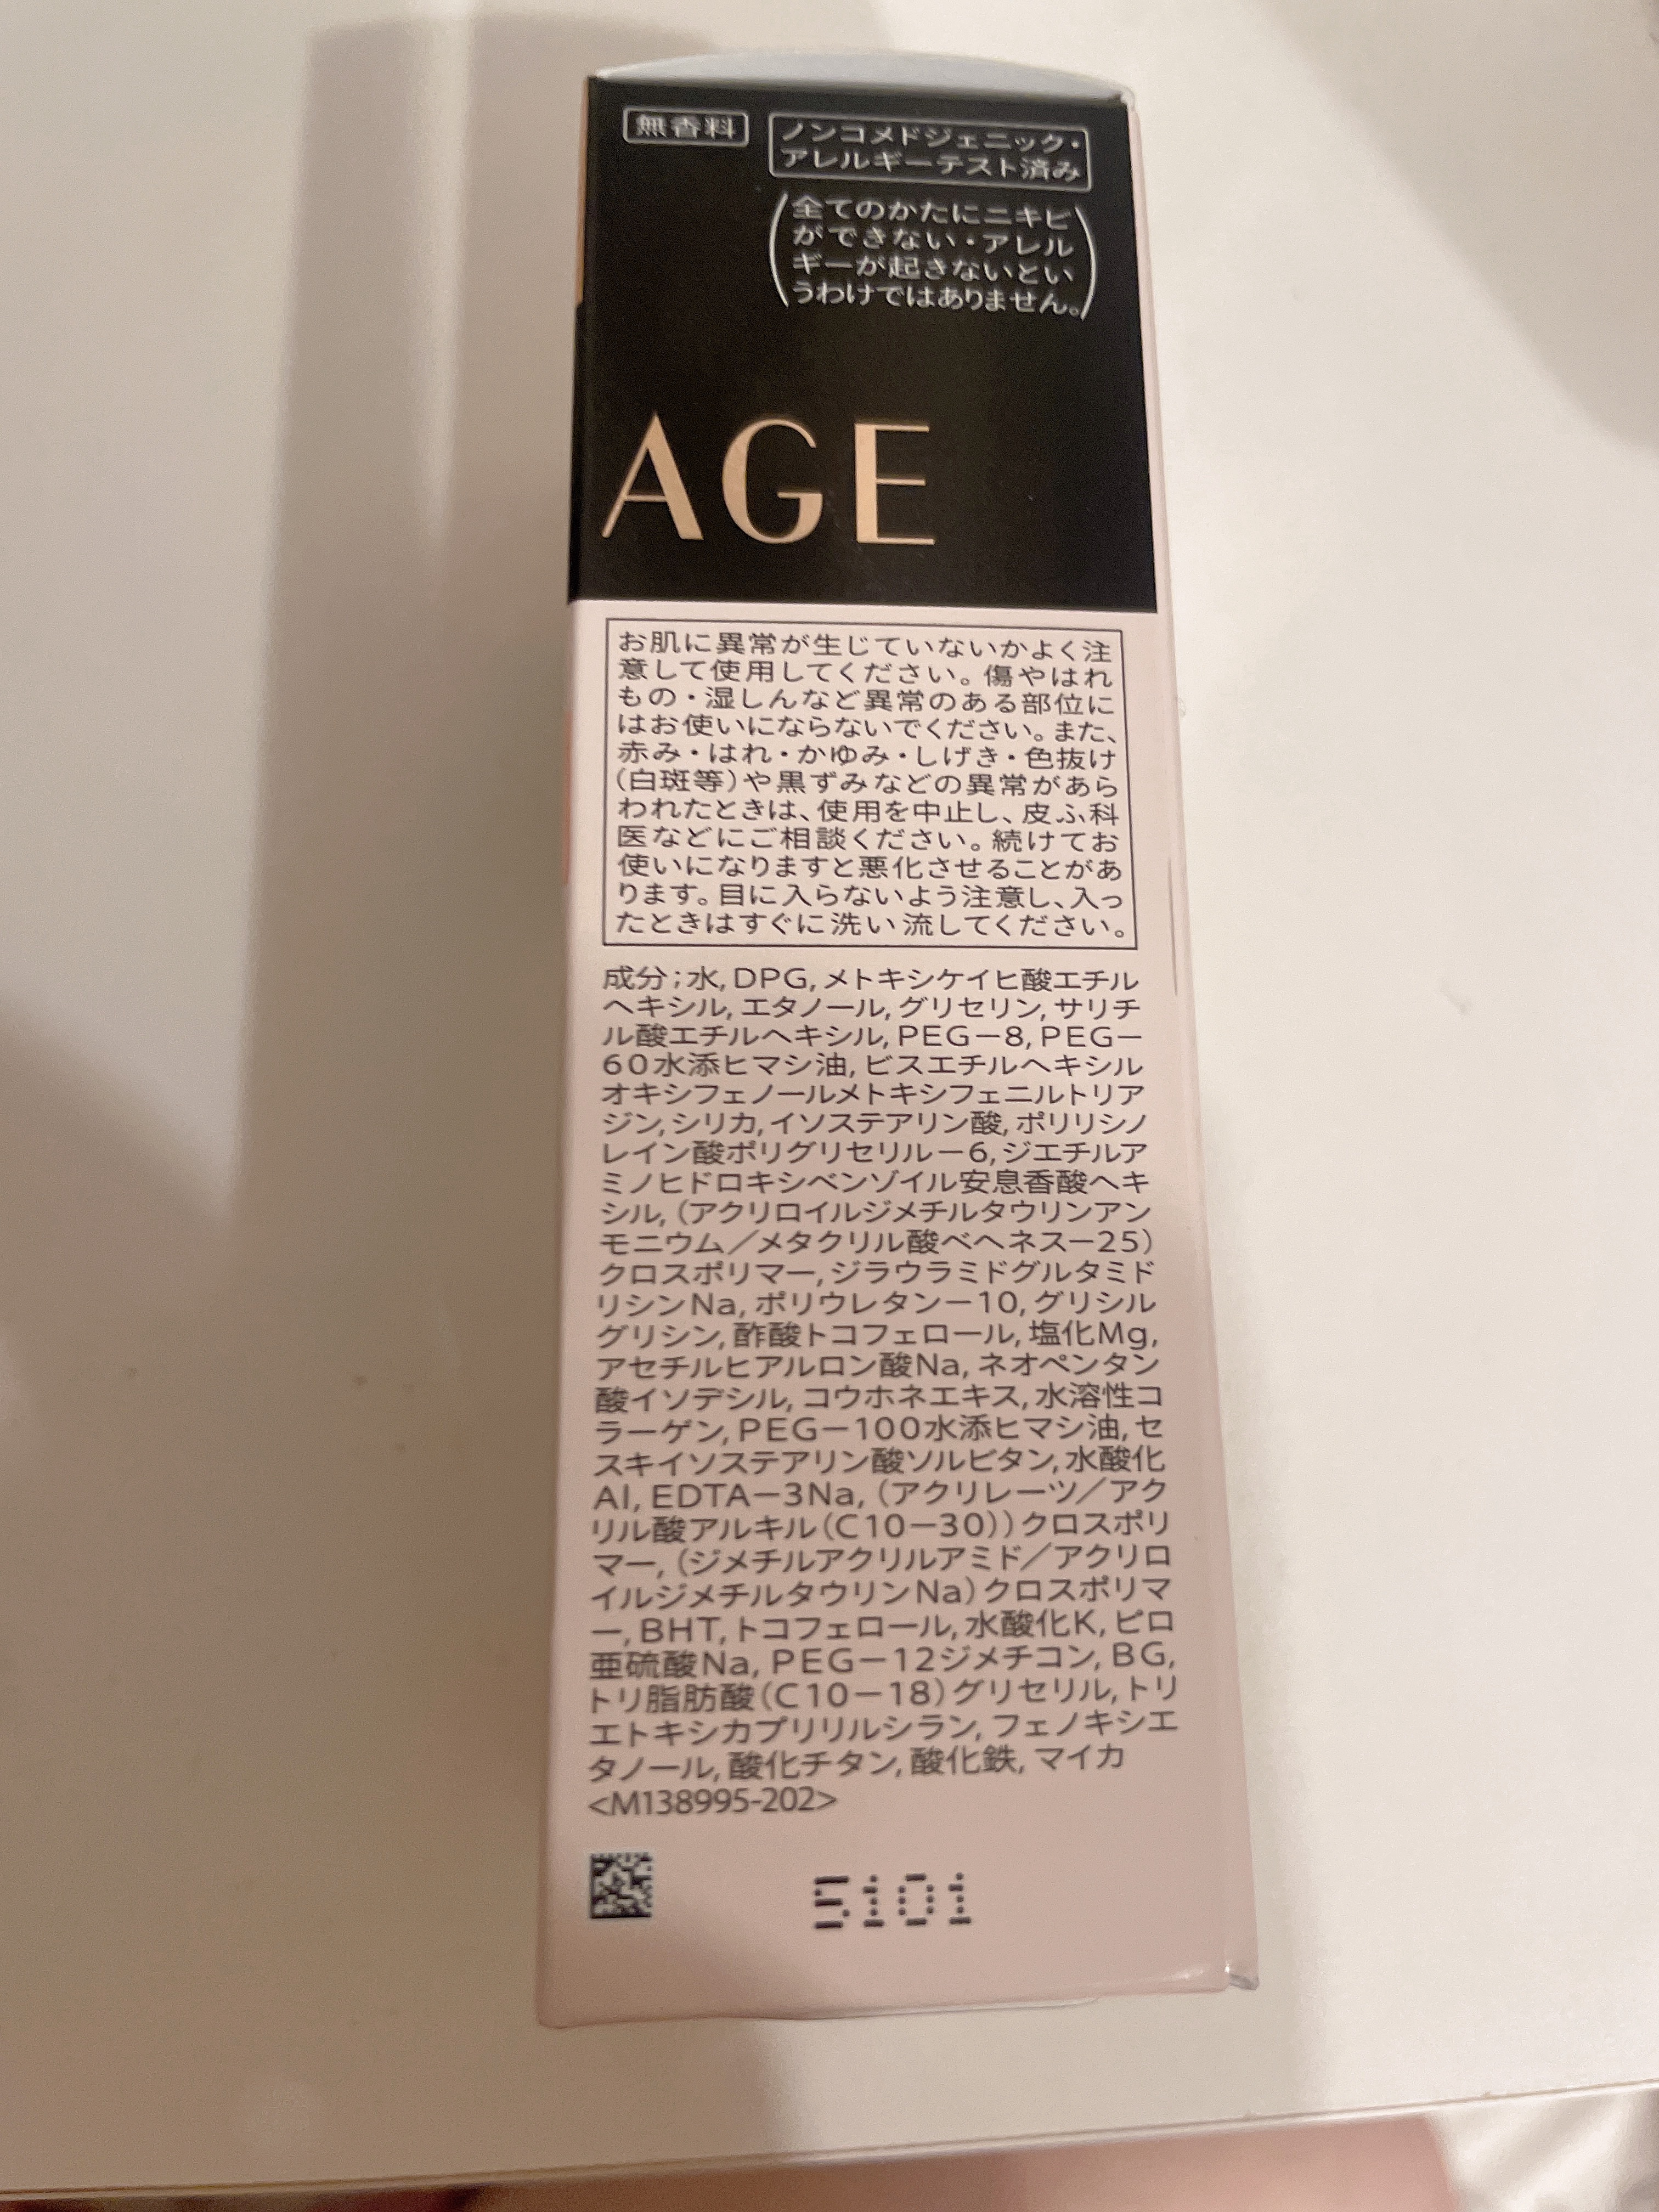 無香料
ノンコメドジェニック・
アレルギーテスト済み
(全てのかたにニキビ
ができない・アレル
ギーが起きないとい
うわけではありません。)
AGE
お肌に異常が生じていないかよく注
意して使用してください。傷やはれ
もの・湿しんなど異常のある部位に
はお使いにならないでください。また、
赤み・はれ・かゆみ・しげき・色抜け
(白斑等)や黒ずみなどの異常があら
われたときは、使用を中止し、皮ふ科
医などにご相談ください。続けてお
使いになりますと悪化させることがあ
ります。目に入らないよう注意し、入っ
たときはすぐに洗い流してください。
成分;水,DPG,メトキシケイヒ酸エチル
ヘキシル,エタノール,グリセリン,サリチ
ル酸エチルヘキシル,PEG－8,PEG－
60水添ヒマシ油,ビスエチルヘキシル
オキシフェノールメトキシフェニルトリア
ジン,シリカ,イソステアリン酸,ポリリシノ
レイン酸ポリグリセリル－6,ジエチルア
ミノヒドロキシベンゾイル安息香酸ヘキ
シル,(アクリロイルジメチルタウリンアン
モニウム／メタクリル酸ベヘネス－25)
クロスポリマー,ジラウラミドグルタミド
リシンNa,ポリウレタン－10,グリシル
グリシン,酢酸トコフェロール,塩化Mg,
アセチルヒアルロン酸Na,ネオペンタン
酸イソデシル,コウホネエキス,水溶性コ
ラーゲン,PEG－100水添ヒマシ油,セ
スキイソステアリン酸ソルビタン,水酸化
Al,EDTA－3Na,(アクリレーツ／アク
リル酸アルキル(C10－30))クロスポリ
マー,(ジメチルアクリルアミド／アクリロ
イルジメチルタウリンNa)クロスポリマ
ー,BHT,トコフェロール,水酸化K,ピロ
亜硫酸Na,PEG－12ジメチコン,BG,
トリ脂肪酸(C10－18)グリセリル,トリ
エトキシカプリリルシラン,フェノキシエ
タノール,酸化チタン,酸化鉄,マイカ
<M138995-202>
5101